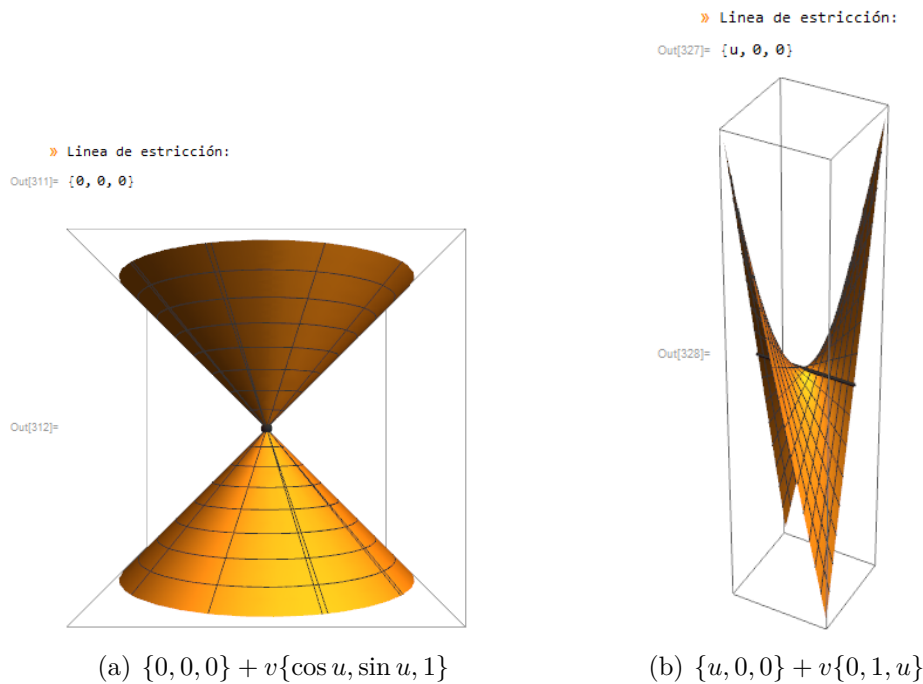 » Linea de estricción:
Out[311]= {0, 0, 0}
Out[312]=
(a) {0, 0, 0} + v{cos u, sin u, 1}
» Linea de estricción:
Out[327]= {u, 0, 0}
Out[328]=
(b) {u, 0, 0} + v{0, 1, u}